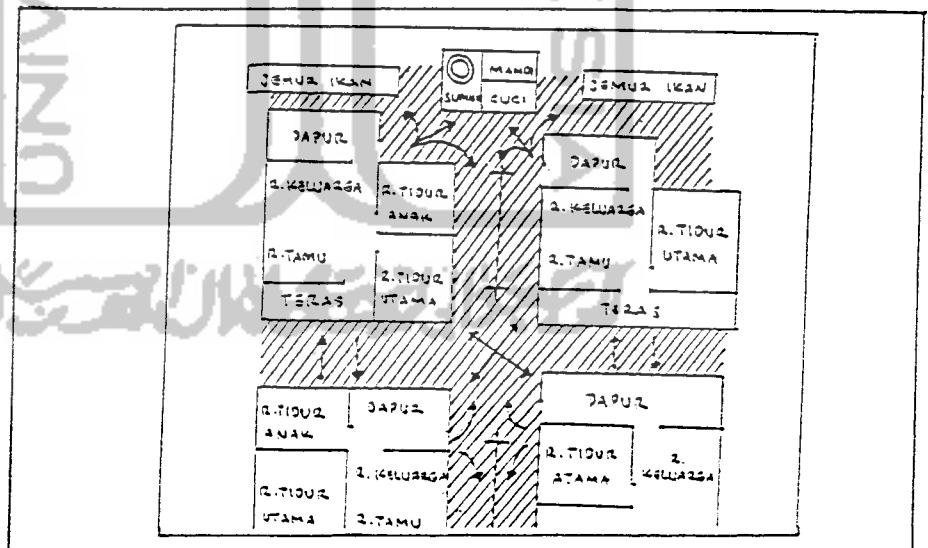 JEMUR IKAN
MANDI
SUMUR CUCI
JEMUR IKAN
DAPUR
R. KELUARGA
R. TIDUR
ANAK
R. TAMU
R. TIDUR
UTAMA
TERAS
DAPUR
R. KELUARGA
R. TIDUR
UTAMA
R. TAMU
TERAS
R. TIDUR
ANAK
DAPUR
R. TIDUR
UTAMA
R. KELUARGA
R. TAMU
DAPUR
R. TIDUR
UTAMA
R.
KELUARGA